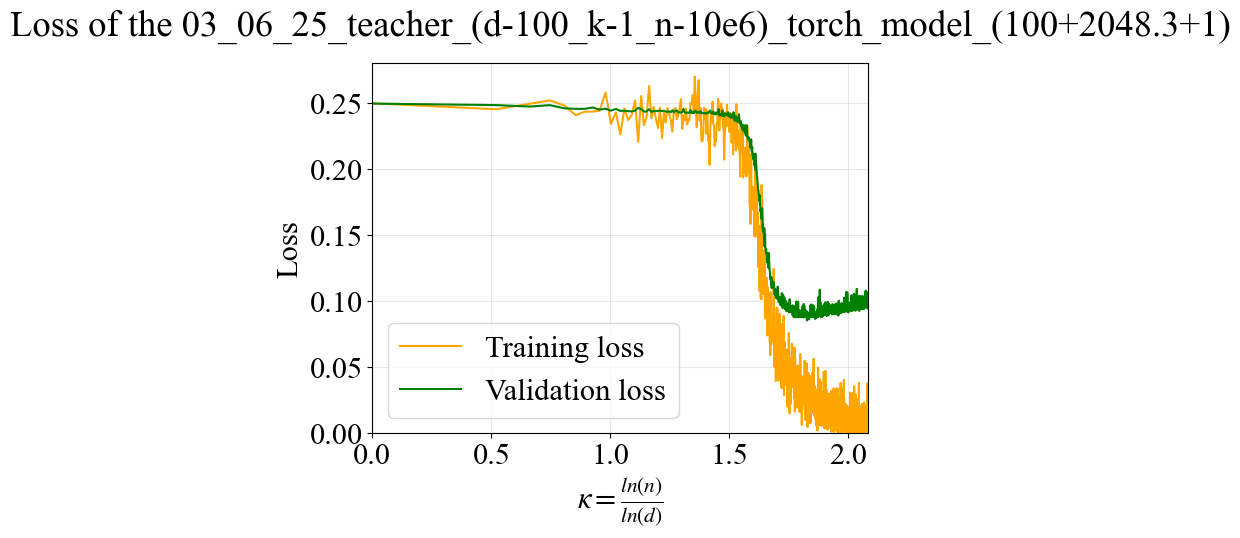 Loss of the 03_06_25_teacher_(d-100_k-1_n-10e6)_torch_model_(100+2048.3+1)
Loss
0.25
0.20
0.15
0.10
0.05
0.00
Training loss
Validation loss
0.0 0.5 1.0 1.5 2.0
κ = ln(n)/ln(d)